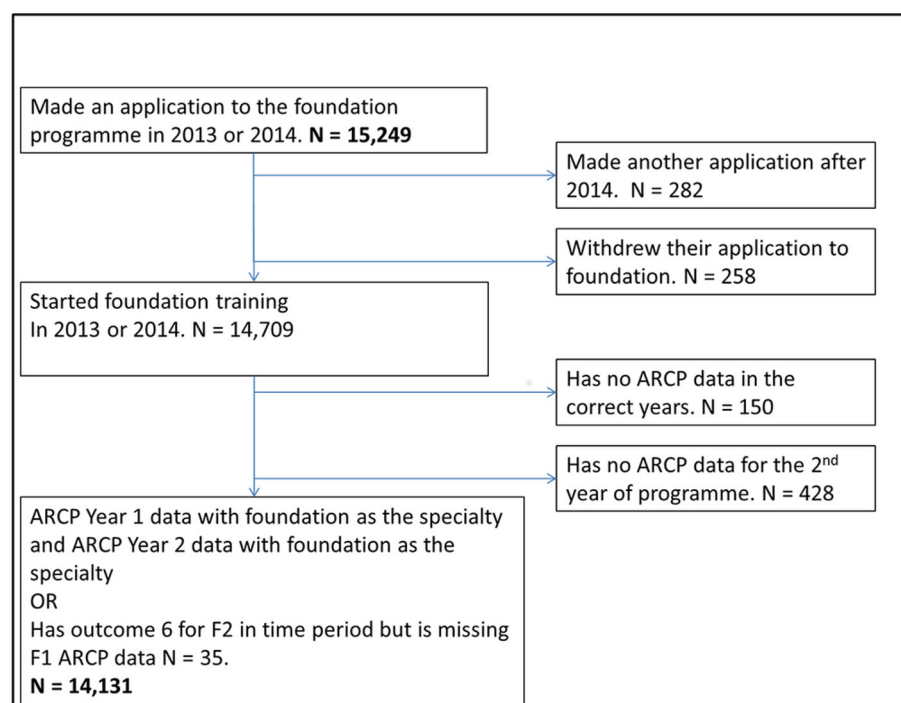 Made an application to the foundation
programme in 2013 or 2014. N = 15,249
Made another application after
2014. N = 282
Withdrew their application to
foundation. N = 258
Started foundation training
In 2013 or 2014. N = 14,709
Has no ARCP data in the
correct years. N = 150
Has no ARCP data for the 2nd
year of programme. N = 428
ARCP Year 1 data with foundation as the specialty
and ARCP Year 2 data with foundation as the
specialty
OR
Has outcome 6 for F2 in time period but is missing
F1 ARCP data N = 35.
N = 14,131